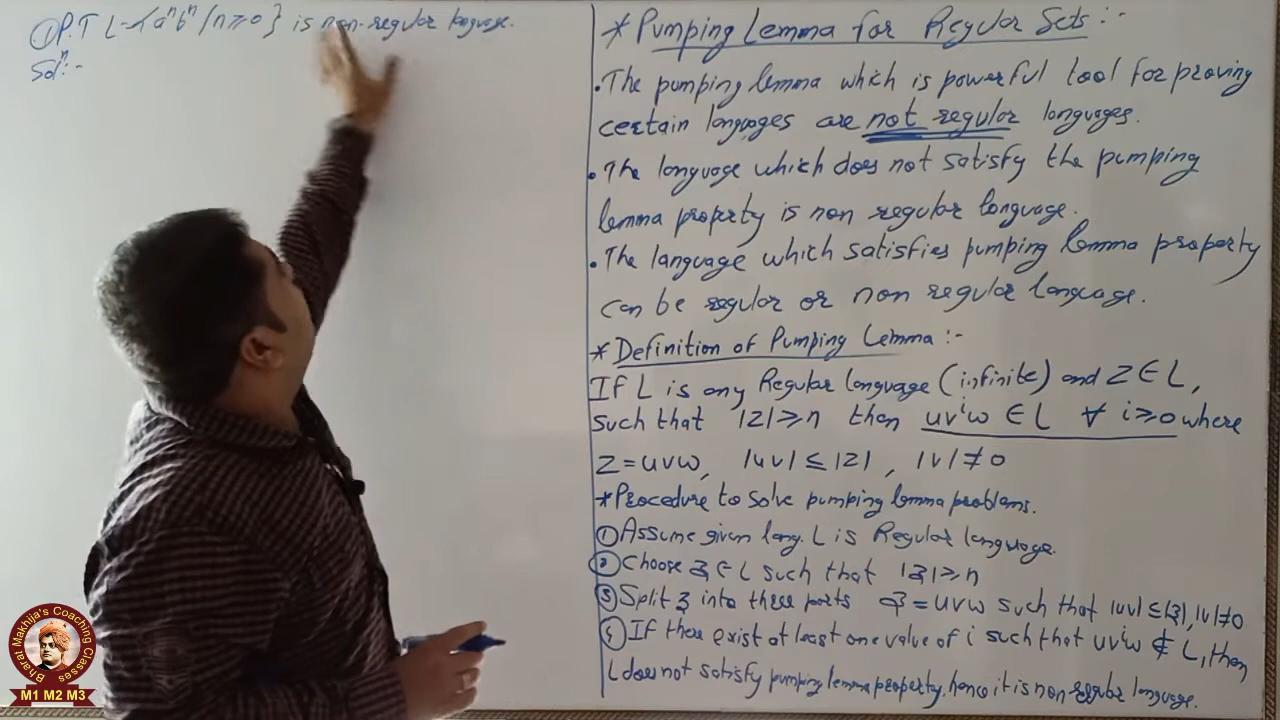 ① P.T L = {aⁿbⁿ / n≥0} is non-regular language.
Solⁿ:-
* Pumping Lemma for Regular Sets:-
. The pumping lemma which is powerful tool for proving
certain languages are not regular languages.
. The language which does not satisfy the pumping
lemma property is non regular language.
. The language which satisfies pumping lemma property
can be regular or non regular language.
* Definition of Pumping Lemma :-
If L is any Regular language (infinite) and Z ∈ L,
such that |Z| ≥ n then uvⁱw ∈ L ∀ i≥0 where
Z = uvw, |uv| ≤ |Z|, |v| ≠ 0
* Procedure to solve pumping lemma problems.
① Assume given lang. L is Regular language.
② Choose z ∈ L such that |z| ≥ n
③ Split z into three parts z = uvw such that |uv| ≤ |z|, |v| ≠ 0
④ If there exist at least one value of i such that uvⁱw ∉ L, then
L does not satisfy pumping lemma property, hence it is non regular language.
Bharat Makhija's Coaching Classes
M1 M2 M3